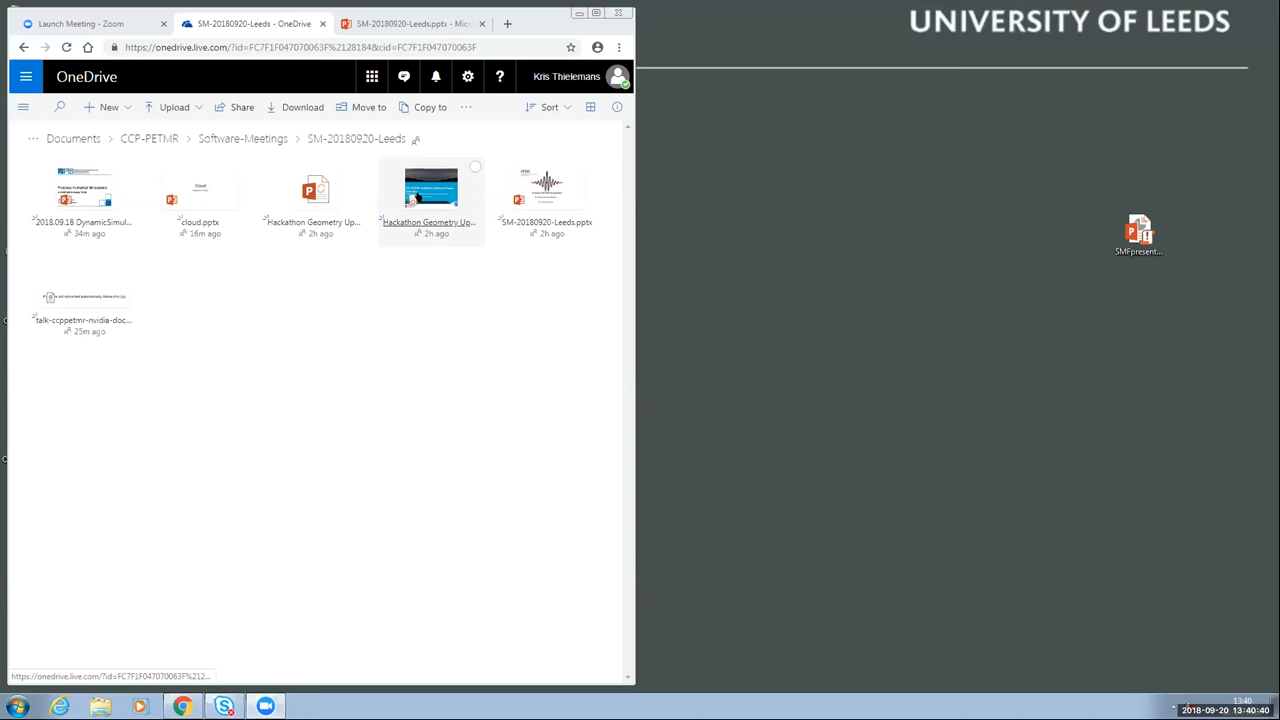 UNIVERSITY OF LEEDS
Launch Meeting - Zoom
SM-20180920-Leeds - OneDrive
SM-20180920-Leeds.pptx - Micr
https://onedrive.live.com/?id=FC7F1F047070063F%2128184&cid=FC7F1F047070063F
OneDrive
Kris Thielemans
New
Upload
Share
Download
Move to
Copy to
Sort
Documents > CCP-PETMR > Software-Meetings > SM-20180920-Leeds
2018.09.18 DynamicSimul...
34m ago
cloud.pptx
16m ago
Hackathon Geometry Up...
2h ago
Hackathon Geometry Up...
2h ago
SM-20180920-Leeds.pptx
2h ago
Cloud
talk-ccppetmr-nvidia-doc...
25m ago
SMFpresent...
https://onedrive.live.com/?id=FC7F1F047070063F%212...
13:40
2018-09-20 13:40:40